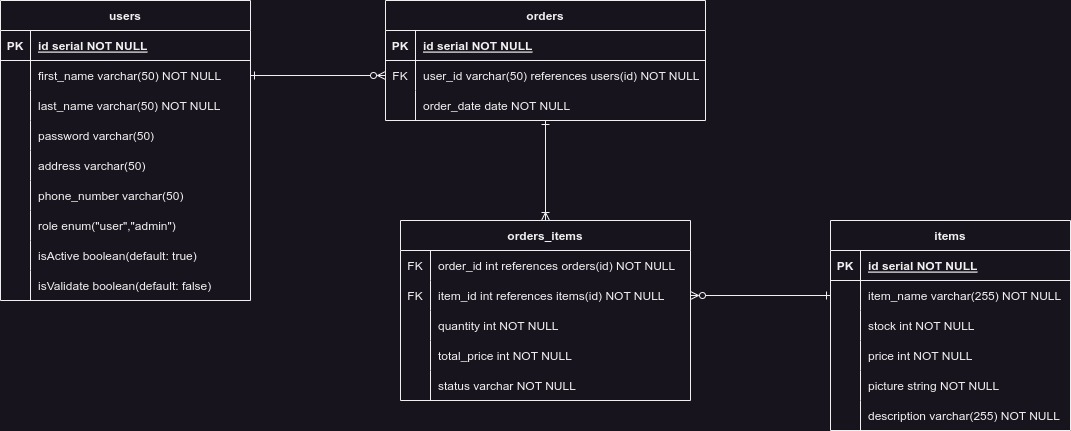 users
PK id serial NOT NULL
first_name varchar(50) NOT NULL
last_name varchar(50) NOT NULL
password varchar(50)
address varchar(50)
phone_number varchar(50)
role enum("user","admin")
isActive boolean(default: true)
isValidate boolean(default: false)
orders
PK id serial NOT NULL
FK user_id varchar(50) references users(id) NOT NULL
order_date date NOT NULL
orders_items
FK order_id int references orders(id) NOT NULL
FK item_id int references items(id) NOT NULL
quantity int NOT NULL
total_price int NOT NULL
status varchar NOT NULL
items
PK id serial NOT NULL
item_name varchar(255) NOT NULL
stock int NOT NULL
price int NOT NULL
picture string NOT NULL
description varchar(255) NOT NULL